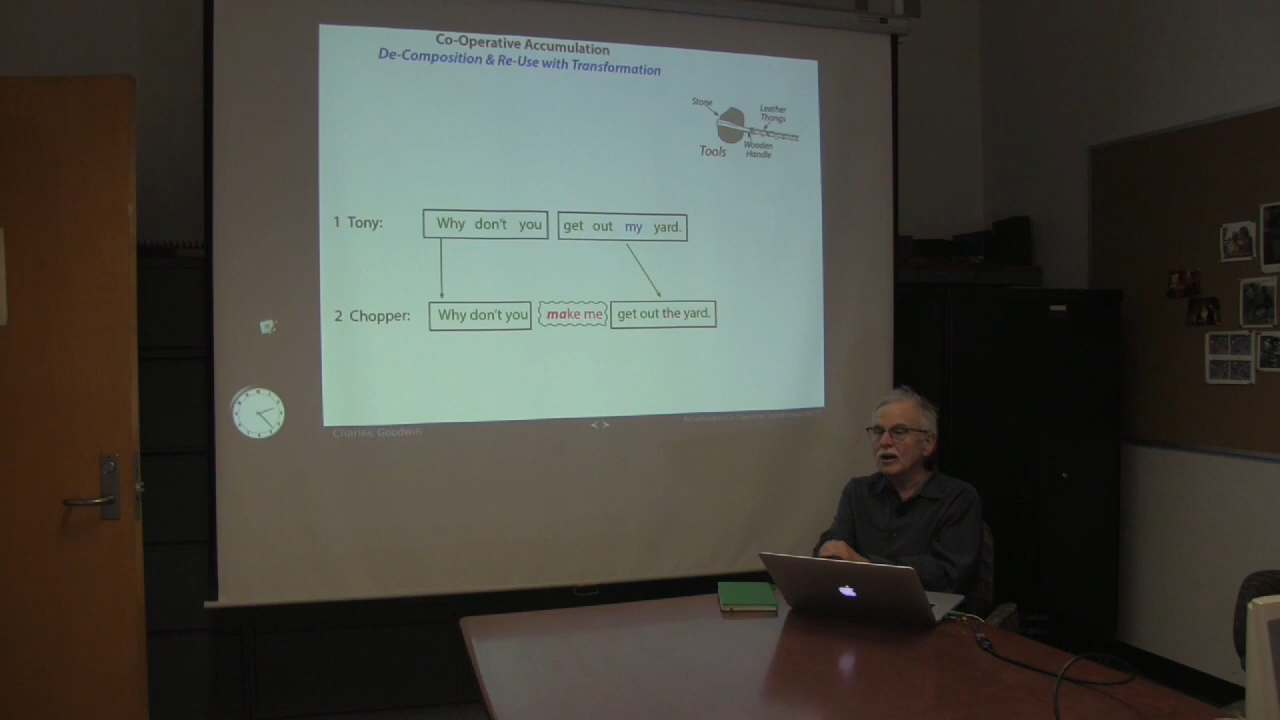 Co-Operative Accumulation
De-Composition & Re-Use with Transformation
Stone
Leather
Thongs
Tools
Wooden
Handle
1 Tony: Why don't you get out my yard.
2 Chopper: Why don't you make me get out the yard.
Charles Goodwin
< >